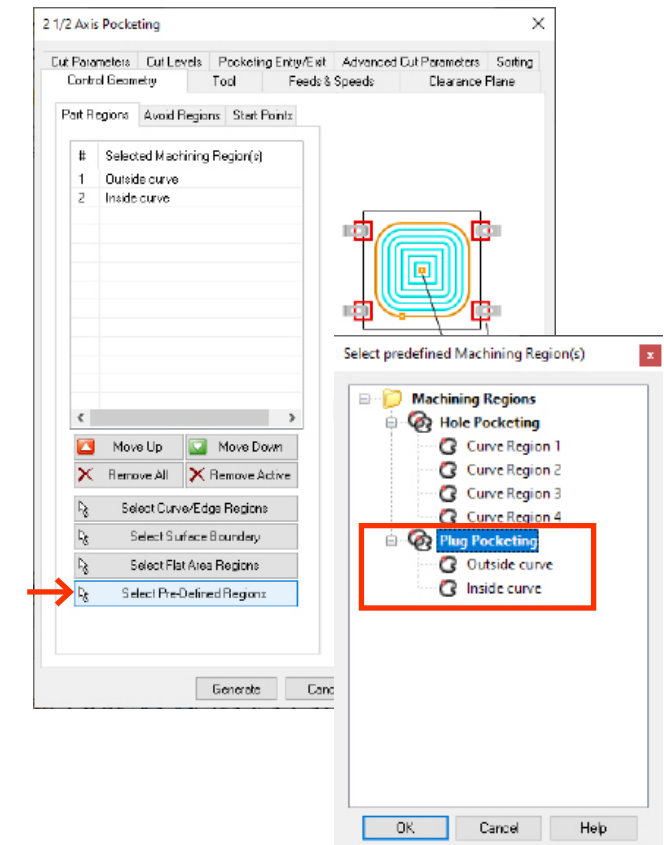 2 1/2 Axis Pocketing
Cut Parameters Cut Levels Pocketing Entry/Exit Advanced Cut Parameters Sorting
Control Geometry Tool Feeds & Speeds Clearance Plane
Part Regions Avoid Regions Start Points
# Selected Machining Region(s)
1 Outside curve
2 Inside curve
Move Up Move Down
Remove All Remove Active
Select Curve/Edge Regions
Select Surface Boundary
Select Flat Area Regions
Select Pre-Defined Regions
Generate Canc
Select predefined Machining Region(s)
Machining Regions
Hole Pocketing
Curve Region 1
Curve Region 2
Curve Region 3
Curve Region 4
Plug Pocketing
Outside curve
Inside curve
OK Cancel Help